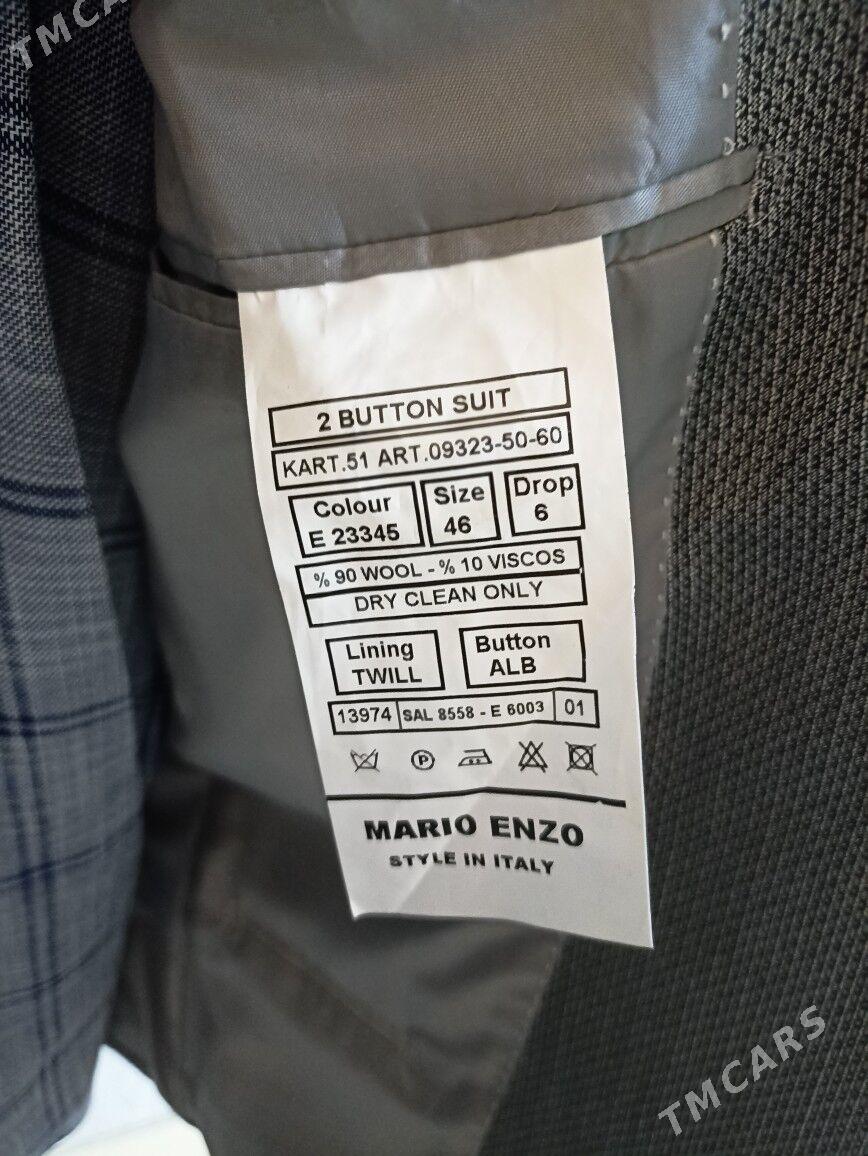 TMCARS
2 BUTTON SUIT
KART.51 ART.09323-50-60
Colour Size Drop
E 23345 46 6
% 90 WOOL - % 10 VISCOS
DRY CLEAN ONLY
Lining Button
TWILL ALB
13974 SAL 8558 - E 6003 01
P
MARIO ENZO
STYLE IN ITALY
TMCARS